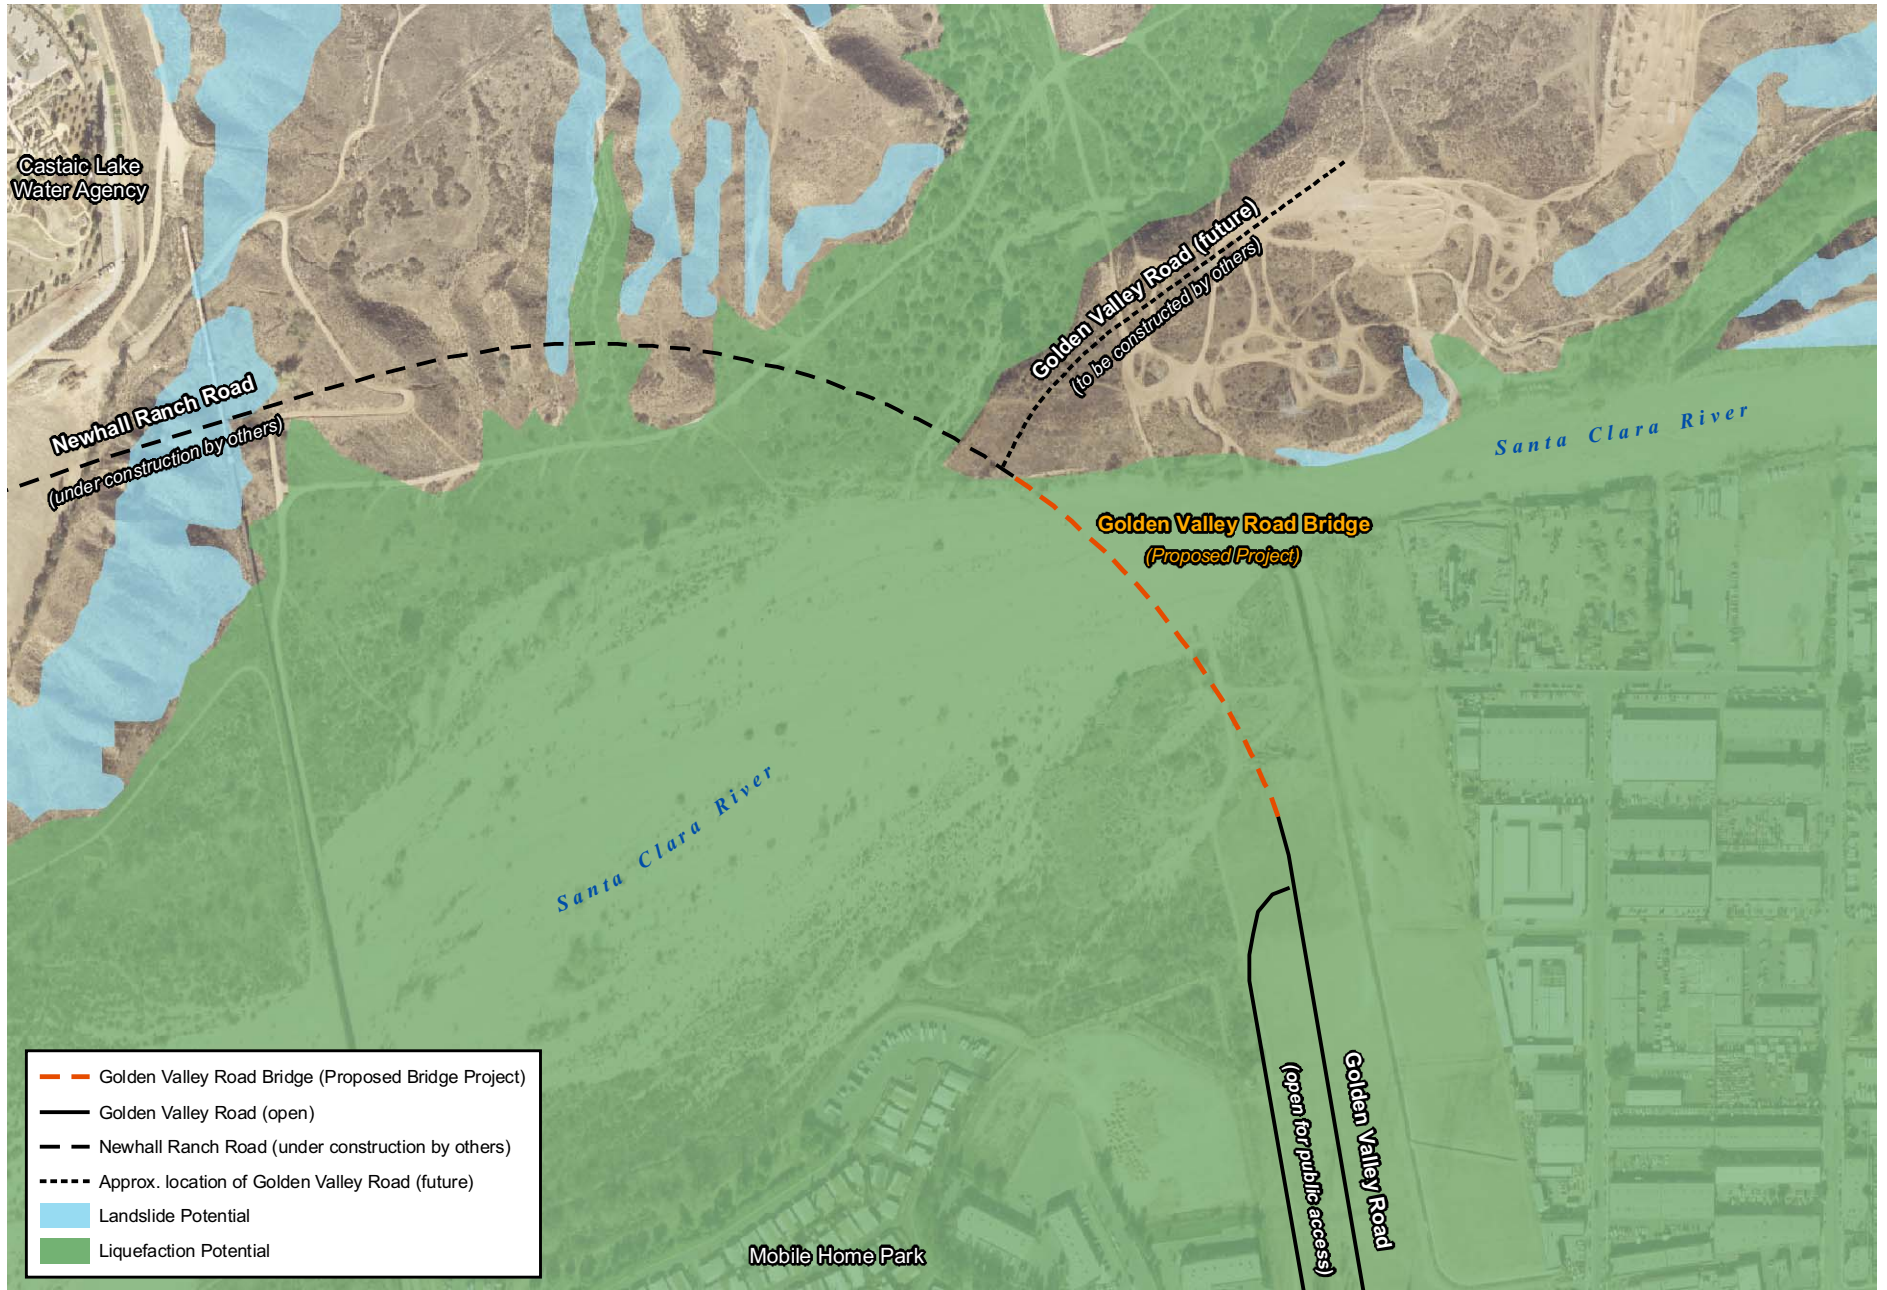 Castaic Lake
Water Agency
Golden Valley Road (future)
(to be constructed by others)
Newhall Ranch Road
(under construction by others)
Santa Clara River
Golden Valley Road Bridge
(Proposed Project)
Santa Clara River
Golden Valley Road
(open for public access)
Mobile Home Park
Golden Valley Road Bridge (Proposed Bridge Project)
Golden Valley Road (open)
Newhall Ranch Road (under construction by others)
Approx. location of Golden Valley Road (future)
Landslide Potential
Liquefaction Potential